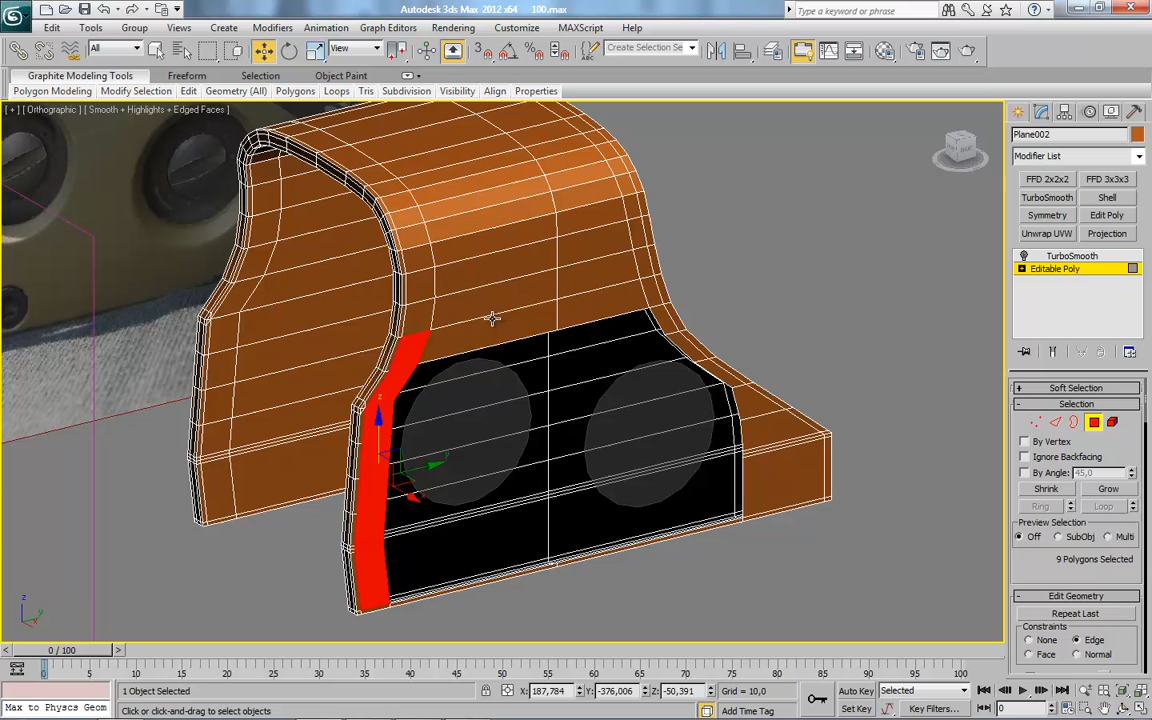 Autodesk 3ds Max 2012 x64    100.max
Type a keyword or phrase
Edit Tools Group Views Create Modifiers Animation Graph Editors Rendering Customize MAXScript Help
All View Create Selection Se
Graphite Modeling Tools Freeform Selection Object Paint
Polygon Modeling Modify Selection Edit Geometry (All) Polygons Loops Tris Subdivision Visibility Align Properties
[ + ] [ Orthographic ] [ Smooth + Highlights + Edged Faces ]
Plane002
Modifier List
FFD 2x2x2 FFD 3x3x3
TurboSmooth Shell
Symmetry Edit Poly
Unwrap UVW Projection
TurboSmooth
Editable Poly
+ Soft Selection
- Selection
By Vertex
Ignore Backfacing
By Angle: 45,0
Shrink Grow
Ring Loop
Preview Selection
Off SubObj Multi
9 Polygons Selected
- Edit Geometry
Repeat Last
Constraints
None Edge
Face Normal
z
y
x
z
y
x
< 0 / 100 >
0 5 10 15 20 25 30 35 40 45 50 55 60 65 70 75 80 85 90 95 100
1 Object Selected X: 187,784 Y: -376,006 Z: -50,391 Grid = 10,0 Auto Key Selected
Max to Physcs Geom Click or click-and-drag to select objects Add Time Tag Set Key Key Filters... 0